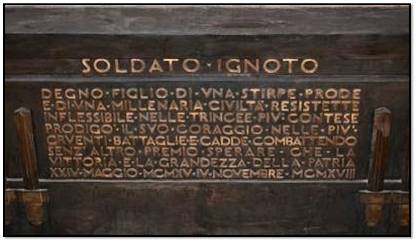 SOLDATO · IGNOTO
DEGNO · FIGLIO · DI · VNA · STIRPE · PRODE
E · DI · VNA · MILLENARIA · CIVILTÀ · RESISTETTE
INFLESSIBILE · NELLE · TRINCEE · PIV' · CONTESE
PRODIGÒ · IL · SVO · CORAGGIO · NELLE · PIV'
CRVENTI · BATTAGLIE · E · CADDE · COMBATTENDO
SENZ'ALTRO · PREMIO · SPERARE · CHE · LA
VITTORIA · E · LA · GRANDEZZA · DELLA · PATRIA
XXIV · MAGGIO · MCMXV · IV · NOVEMBRE · MCMXVIII